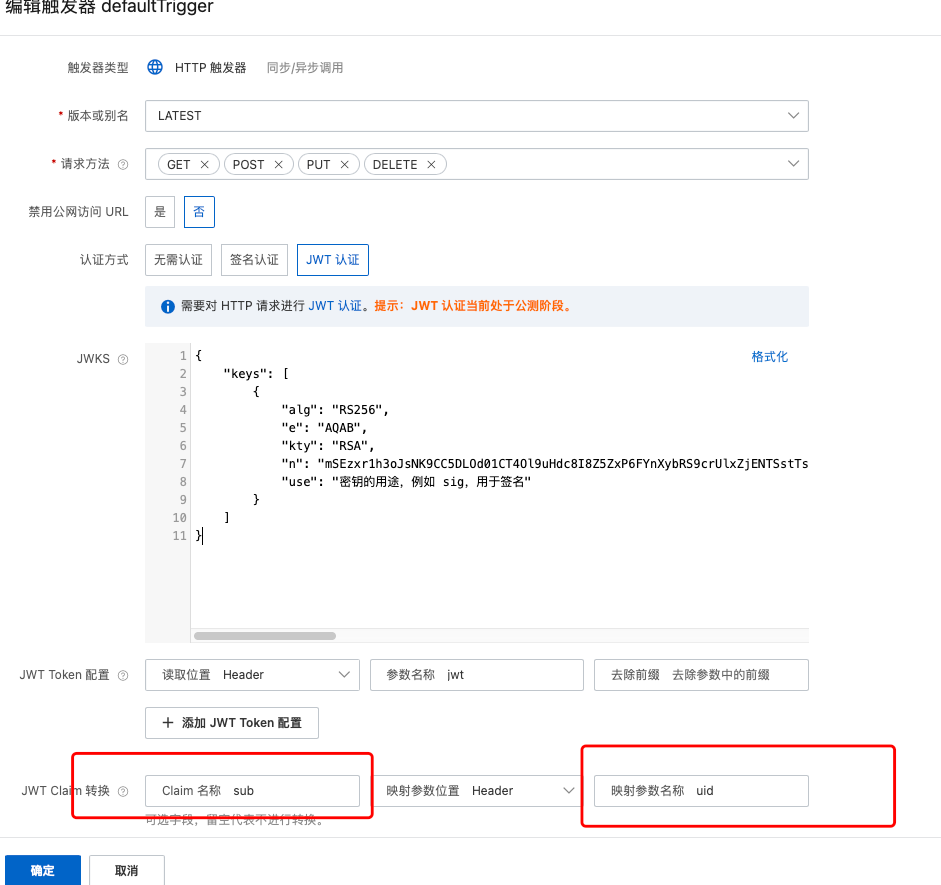 编辑触发器 defaultTrigger
触发器类型 HTTP 触发器 同步/异步调用
* 版本或别名 LATEST
* 请求方法 GET × POST × PUT × DELETE ×
禁用公网访问 URL 是 否
认证方式 无需认证 签名认证 JWT 认证
需要对 HTTP 请求进行 JWT 认证。提示：JWT 认证当前处于公测阶段。
JWKS 格式化
1 {
2 "keys": [
3 {
4 "alg": "RS256",
5 "e": "AQAB",
6 "kty": "RSA",
7 "n": "mSEzxr1h3oJsNK9CC5DLOd01CT4Ol9uHdc8I8Z5ZxP6FYnXybRS9crUlxZjENTSstTs
8 "use": "密钥的用途，例如 sig，用于签名"
9 }
10 ]
11 }
JWT Token 配置 读取位置 Header 参数名称 jwt 去除前缀 去除参数中的前缀
+ 添加 JWT Token 配置
JWT Claim 转换 Claim 名称 sub 映射参数位置 Header 映射参数名称 uid
可选字段，留空代表不进行转换。
确定 取消